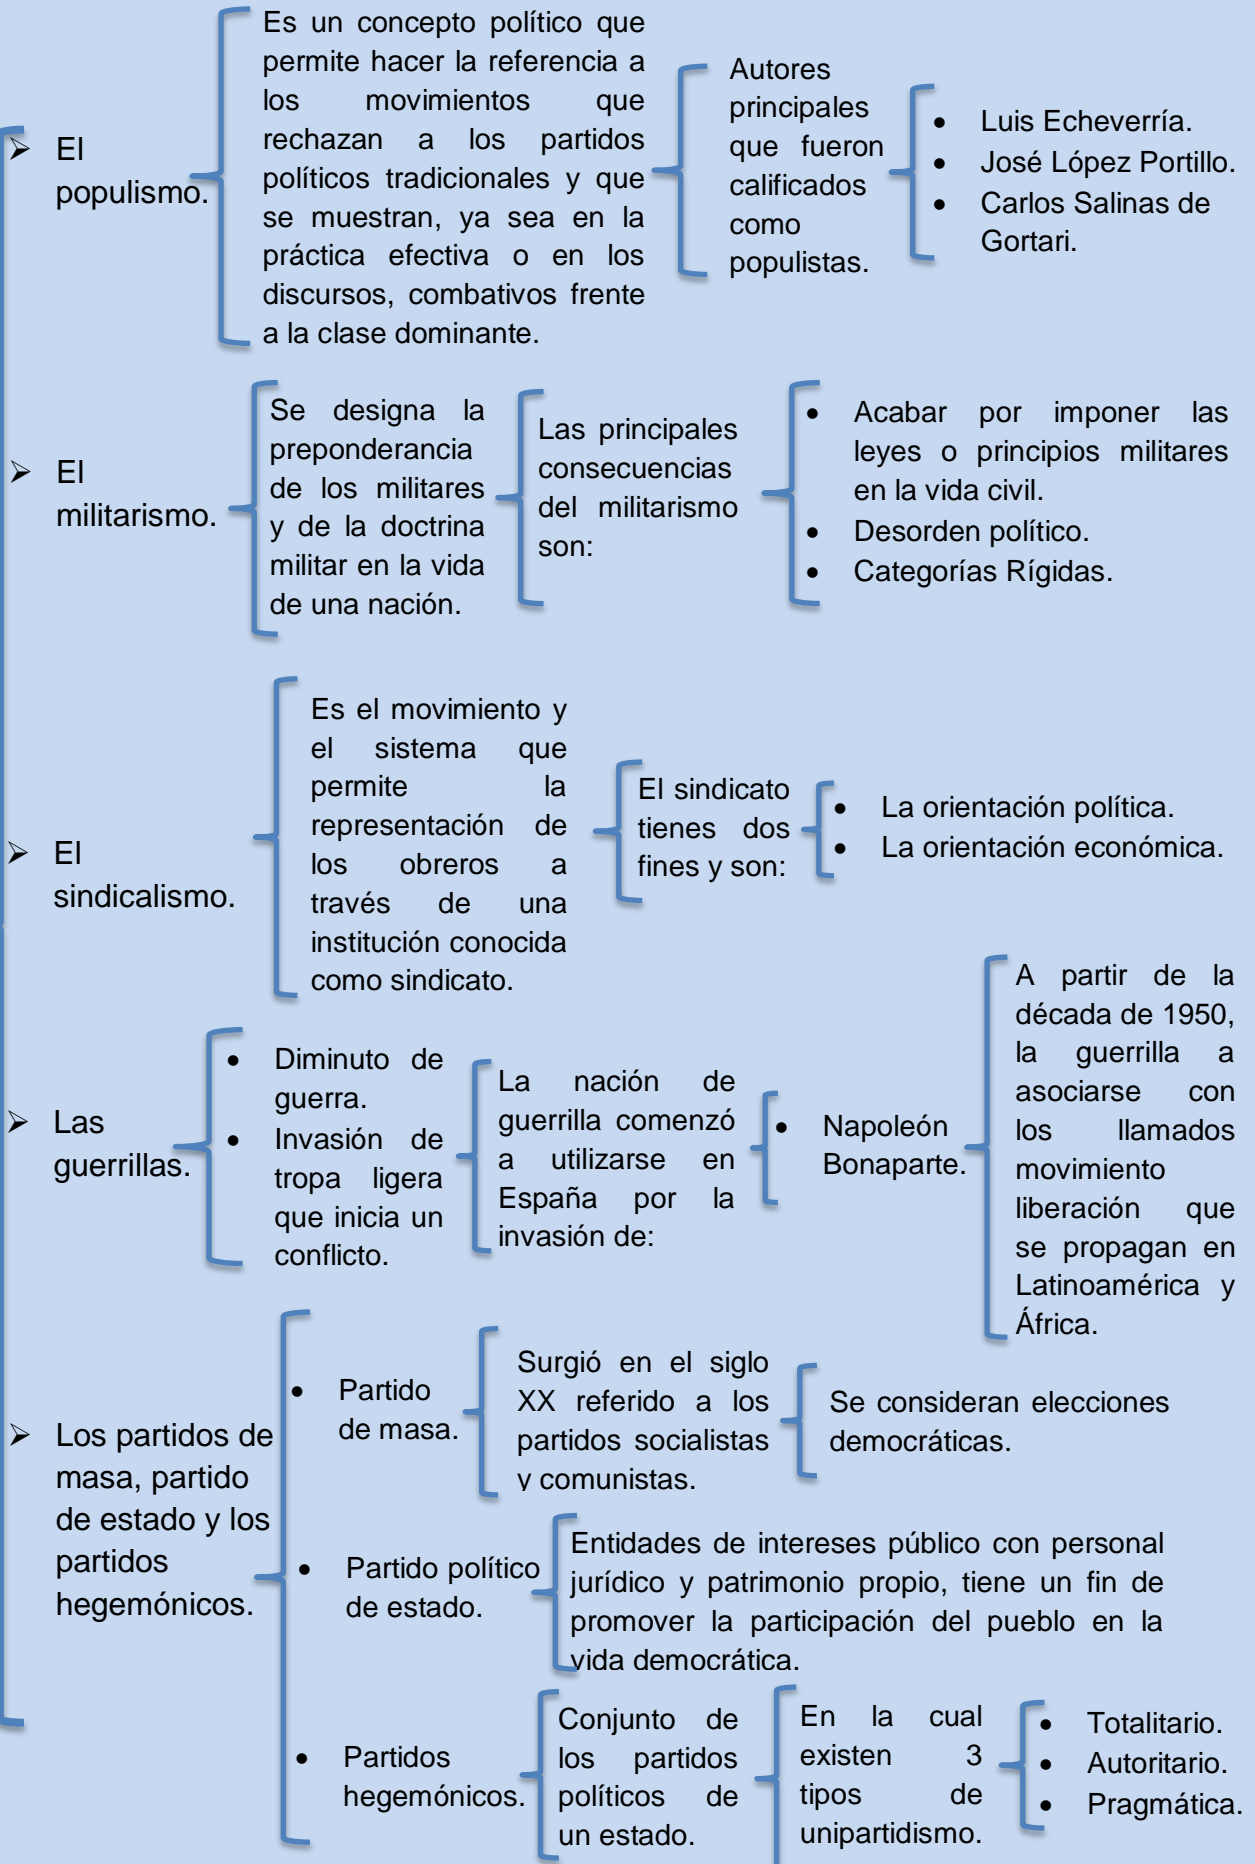 ➢ El
populismo.
Es un concepto político que
permite hacer la referencia a
los movimientos que
rechazan a los partidos
políticos tradicionales y que
se muestran, ya sea en la
práctica efectiva o en los
discursos, combativos frente
a la clase dominante.
Autores
principales
que fueron
calificados
como
populistas.
• Luis Echeverría.
• José López Portillo.
• Carlos Salinas de
Gortari.
➢ El
militarismo.
Se designa la
preponderancia
de los militares
y de la doctrina
militar en la vida
de una nación.
Las principales
consecuencias
del militarismo
son:
• Acabar por imponer las
leyes o principios militares
en la vida civil.
• Desorden político.
• Categorías Rígidas.
➢ El
sindicalismo.
Es el movimiento y
el sistema que
permite la
representación de
los obreros a
través de una
institución conocida
como sindicato.
El sindicato
tienes dos
fines y son:
• La orientación política.
• La orientación económica.
➢ Las
guerrillas.
• Diminuto de
guerra.
• Invasión de
tropa ligera
que inicia un
conflicto.
La nación de
guerrilla comenzó
a utilizarse en
España por la
invasión de:
• Napoleón
Bonaparte.
A partir de la
década de 1950,
la guerrilla a
asociarse con
los llamados
movimiento
liberación que
se propagan en
Latinoamérica y
África.
➢ Los partidos de
masa, partido
de estado y los
partidos
hegemónicos.
• Partido
de masa.
Surgió en el siglo
XX referido a los
partidos socialistas
y comunistas.
Se consideran elecciones
democráticas.
• Partido político
de estado.
Entidades de intereses público con personal
jurídico y patrimonio propio, tiene un fin de
promover la participación del pueblo en la
vida democrática.
• Partidos
hegemónicos.
Conjunto de
los partidos
políticos de
un estado.
En la cual
existen 3
tipos de
unipartidismo.
• Totalitario.
• Autoritario.
• Pragmática.